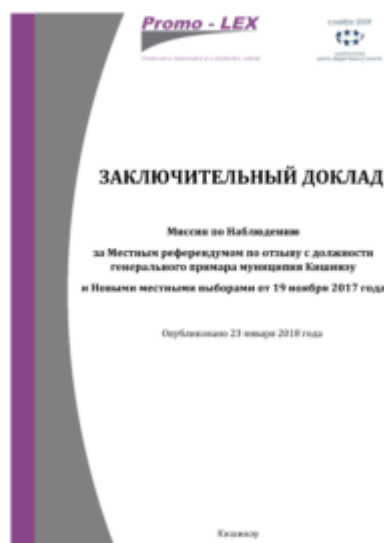 Promo - LEX
ЗАКЛЮЧИТЕЛЬНЫЙ ДОКЛАД
Миссия по Наблюдению
за Местным референдумом по отзыву с должности
генерального примара муниципия Кишинэу
и Новыми местными выборами от 19 ноября 2017 года
Опубликовано 23 января 2018 года
Кишинэу